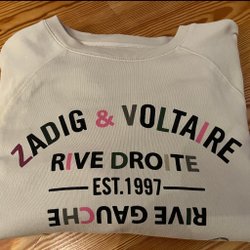 ZADIG & VOLTAIRE
RIVE DROITE
EST.1997
RIVE GAUCHE